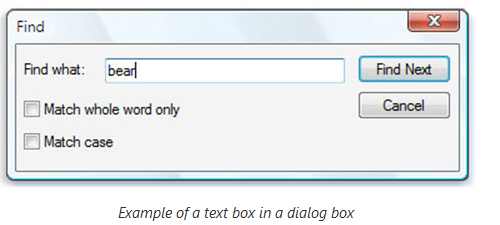 Find
Find what: bear Find Next
Match whole word only Cancel
Match case
Example of a text box in a dialog box